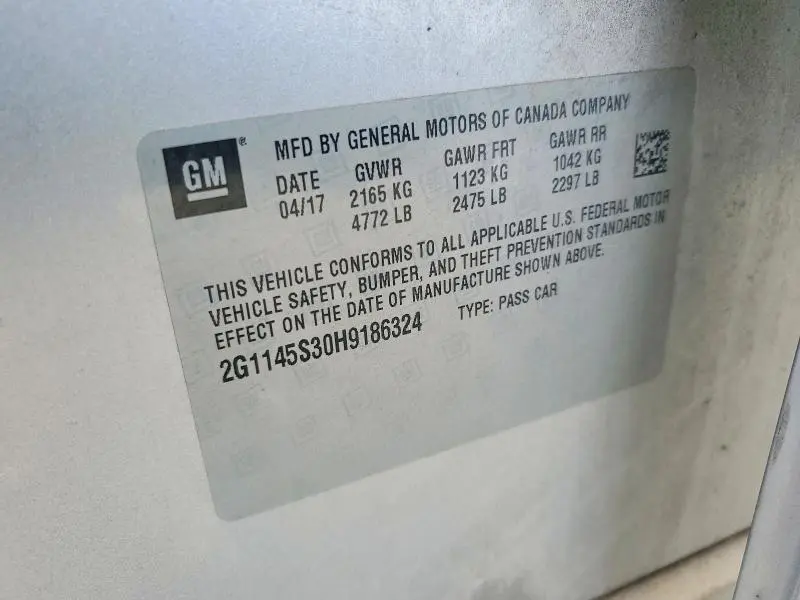 GM
®
MFD BY GENERAL MOTORS OF CANADA COMPANY
DATE GVWR GAWR FRT GAWR RR
04/17 2165 KG 1123 KG 1042 KG
4772 LB 2475 LB 2297 LB
THIS VEHICLE CONFORMS TO ALL APPLICABLE U.S. FEDERAL MOTOR
VEHICLE SAFETY, BUMPER, AND THEFT PREVENTION STANDARDS IN
EFFECT ON THE DATE OF MANUFACTURE SHOWN ABOVE.
2G1145S30H9186324 TYPE: PASS CAR